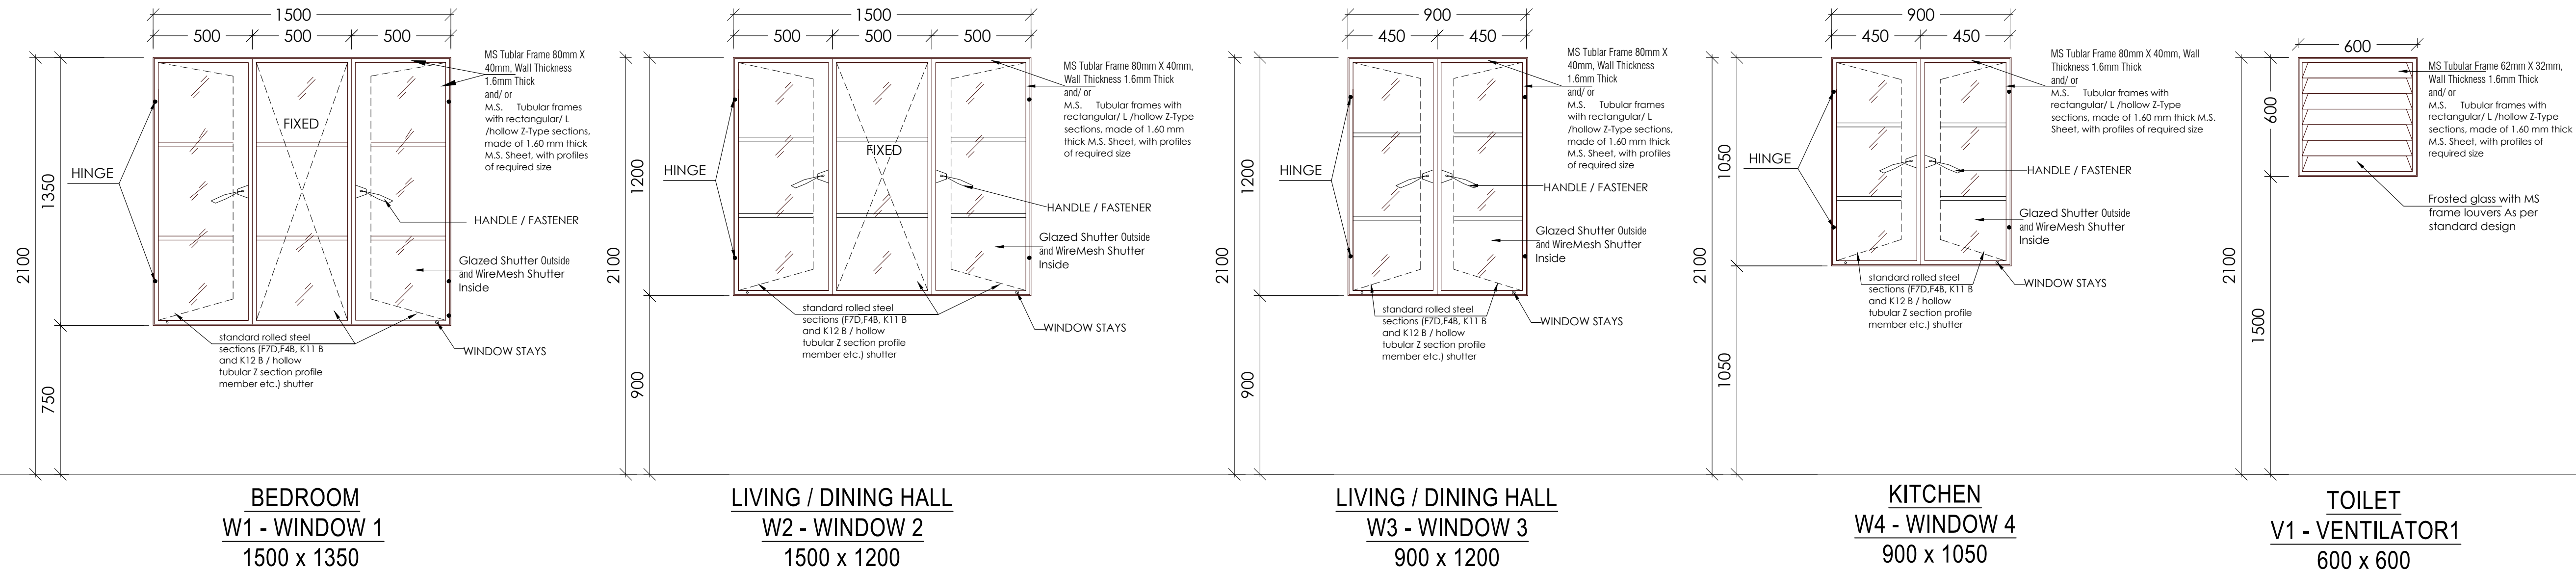 1500
500
500
500
2100
1350
750
HINGE
FIXED
MS Tublar Frame 80mm X
40mm, Wall Thickness
1.6mm Thick
and/ or
M.S. Tubular frames
with rectangular/ L
/hollow Z-Type sections,
made of 1.60 mm thick
M.S. Sheet, with profiles
of required size
HANDLE / FASTENER
Glazed Shutter Outside
and WireMesh Shutter
Inside
standard rolled steel
sections (F7D,F4B, K11 B
and K12 B / hollow
tubular Z section profile
member etc.) shutter
WINDOW STAYS
BEDROOM
W1 - WINDOW 1
1500 x 1350
1500
500
500
500
2100
1200
900
HINGE
FIXED
MS Tublar Frame 80mm X 40mm,
Wall Thickness 1.6mm Thick
and/ or
M.S. Tubular frames with
rectangular/ L /hollow Z-Type
sections, made of 1.60 mm
thick M.S. Sheet, with profiles
of required size
HANDLE / FASTENER
Glazed Shutter Outside
and WireMesh Shutter
Inside
standard rolled steel
sections (F7D,F4B, K11 B
and K12 B / hollow
tubular Z section profile
member etc.) shutter
WINDOW STAYS
LIVING / DINING HALL
W2 - WINDOW 2
1500 x 1200
900
450
450
2100
1200
900
HINGE
MS Tublar Frame 80mm X
40mm, Wall Thickness
1.6mm Thick
and/ or
M.S. Tubular frames
with rectangular/ L
/hollow Z-Type sections,
made of 1.60 mm thick
M.S. Sheet, with profiles
of required size
HANDLE / FASTENER
Glazed Shutter Outside
and WireMesh Shutter
Inside
standard rolled steel
sections (F7D,F4B, K11 B
and K12 B / hollow
tubular Z section profile
member etc.) shutter
WINDOW STAYS
LIVING / DINING HALL
W3 - WINDOW 3
900 x 1200
900
450
450
2100
1050
1050
HINGE
MS Tublar Frame 80mm X 40mm, Wall
Thickness 1.6mm Thick
and/ or
M.S. Tubular frames with
rectangular/ L /hollow Z-Type
sections, made of 1.60 mm thick M.S.
Sheet, with profiles of required size
HANDLE / FASTENER
Glazed Shutter Outside
and WireMesh Shutter
Inside
standard rolled steel
sections (F7D,F4B, K11 B
and K12 B / hollow
tubular Z section profile
member etc.) shutter
WINDOW STAYS
KITCHEN
W4 - WINDOW 4
900 x 1050
600
600
2100
1500
MS Tubular Frame 62mm X 32mm,
Wall Thickness 1.6mm Thick
and/ or
M.S. Tubular frames with
rectangular/ L /hollow Z-Type
sections, made of 1.60 mm thick
M.S. Sheet, with profiles of
required size
Frosted glass with MS
frame louvers As per
standard design
TOILET
V1 - VENTILATOR1
600 x 600